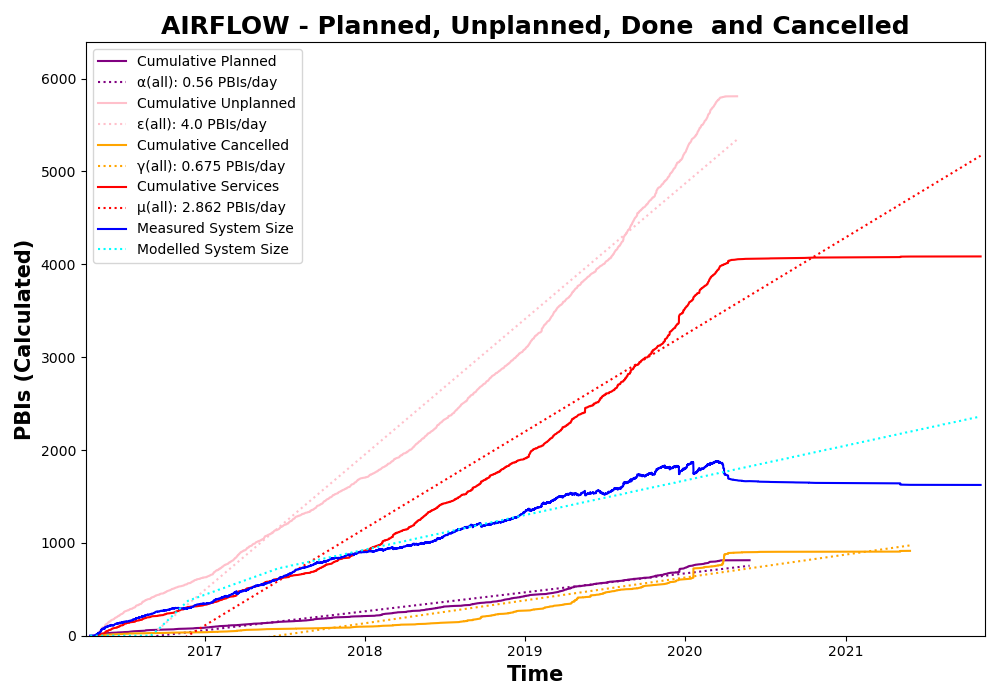 AIRFLOW - Planned, Unplanned, Done  and Cancelled
Cumulative Planned
α(all): 0.56 PBIs/day
Cumulative Unplanned
ε(all): 4.0 PBIs/day
Cumulative Cancelled
γ(all): 0.675 PBIs/day
Cumulative Services
μ(all): 2.862 PBIs/day
Measured System Size
Modelled System Size
PBIs (Calculated)
6000
5000
4000
3000
2000
1000
0
2017 2018 2019 2020 2021
Time